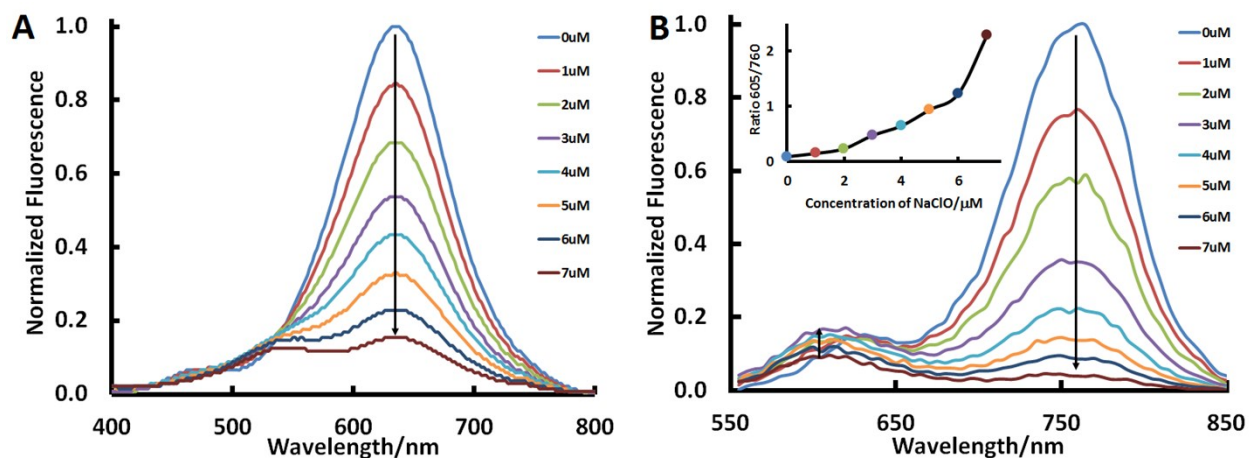 A
Normalized Fluorescence
1.0
0.8
0.6
0.4
0.2
0.0
400
500
600
700
800
Wavelength/nm
0uM
1uM
2uM
3uM
4uM
5uM
6uM
7uM
B
Normalized Fluorescence
1.0
0.8
0.6
0.4
0.2
0.0
550
650
750
850
Wavelength/nm
Ratio 605/760
2
1
0
0
2
4
6
Concentration of NaClO/μM
0uM
1uM
2uM
3uM
4uM
5uM
6uM
7uM